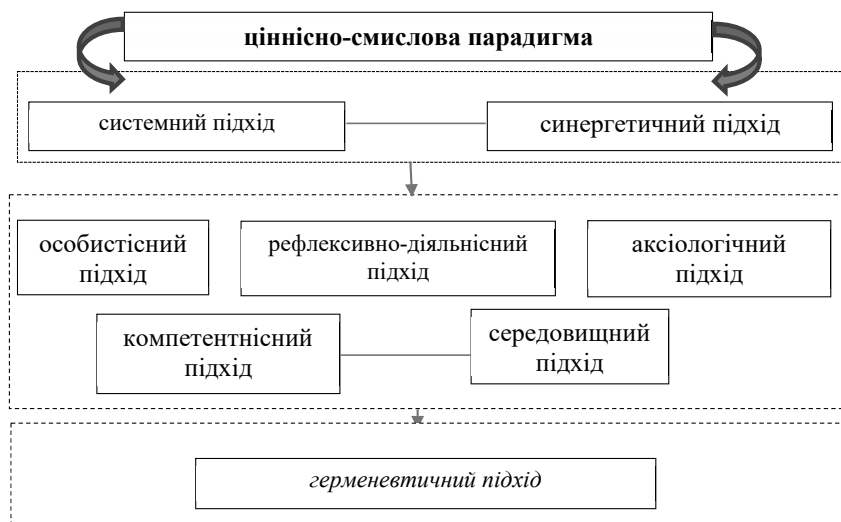 ціннісно-смислова парадигма
системний підхід
синергетичний підхід
особистісний
підхід
рефлексивно-діяльнісний
підхід
аксіологічний
підхід
компетентнісний
підхід
середовищний
підхід
герменевтичний підхід